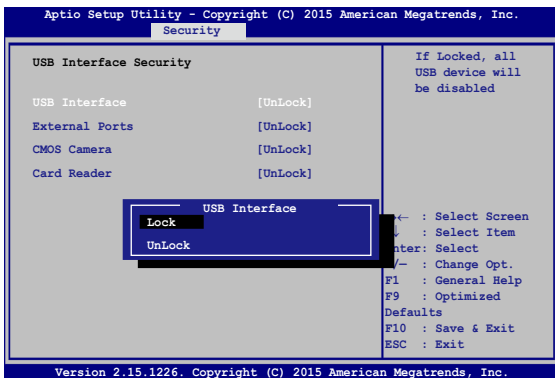 Aptio Setup Utility - Copyright (C) 2015 American Megatrends, Inc.
Security
USB Interface Security
USB Interface [UnLock]
External Ports [UnLock]
CMOS Camera [UnLock]
Card Reader [UnLock]
If Locked, all
USB device will
be disabled
USB Interface
Lock
UnLock
→← : Select Screen
↓ : Select Item
nter: Select
/— : Change Opt.
F1 : General Help
F9 : Optimized
Defaults
F10 : Save & Exit
ESC : Exit
Version 2.15.1226. Copyright (C) 2015 American Megatrends, Inc.